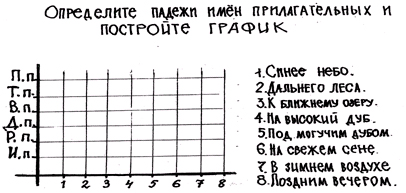 Определите падежи имён прилагательных и
постройте график
П.п.
Т.п.
В.п.
Д.п.
Р.п.
И.п.
1 2 3 4 5 6 7 8
1. Синее небо.
2. Дальнего леса.
3. К ближнему озеру.
4. На высокий дуб.
5. Под могучим дубом.
6. На свежем сене.
7. В зимнем воздухе
8. Поздним вечером.